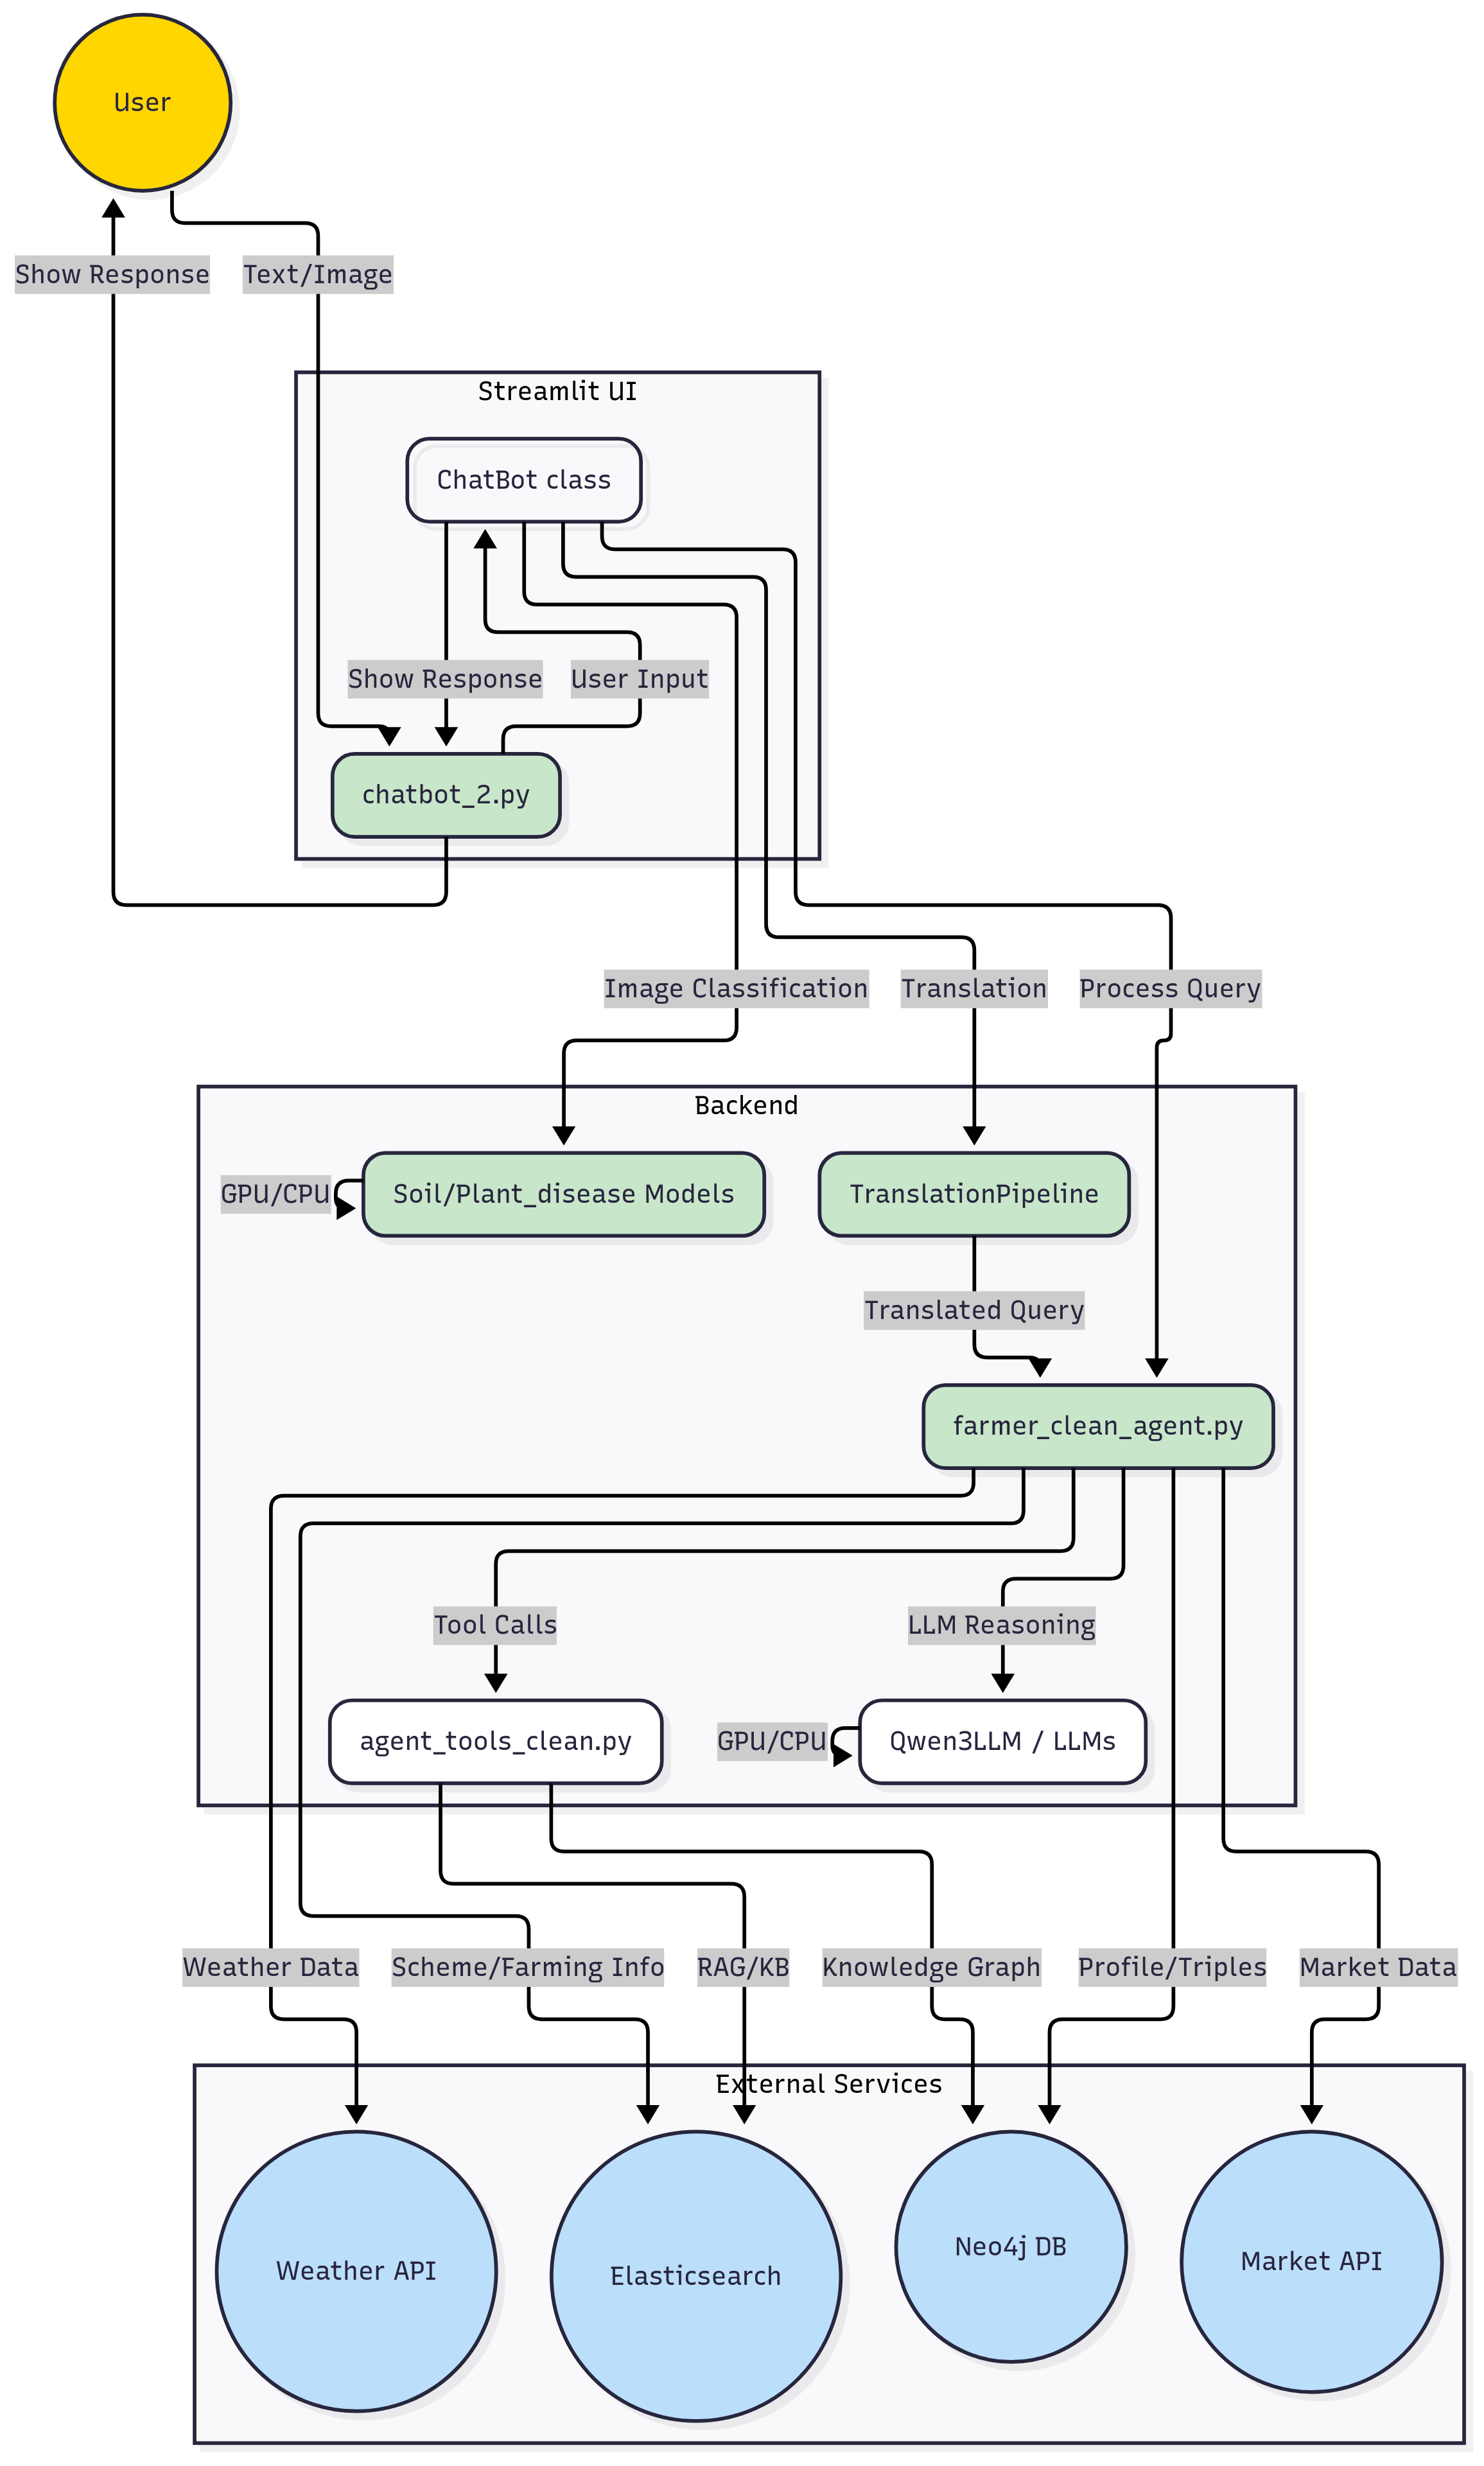 User
Show Response
Text/Image
Streamlit UI
ChatBot class
Show Response
User Input
chatbot_2.py
Image Classification
Translation
Process Query
Backend
GPU/CPU
Soil/Plant_disease Models
TranslationPipeline
Translated Query
farmer_clean_agent.py
Tool Calls
LLM Reasoning
agent_tools_clean.py
GPU/CPU
Qwen3LLM / LLMs
Weather Data
Scheme/Farming Info
RAG/KB
Knowledge Graph
Profile/Triples
Market Data
External Services
Weather API
Elasticsearch
Neo4j DB
Market API